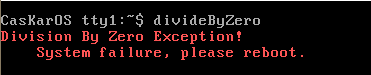 CasKarOS tty1:~$ divideByZero
Division By Zero Exception!
System failure, please reboot.